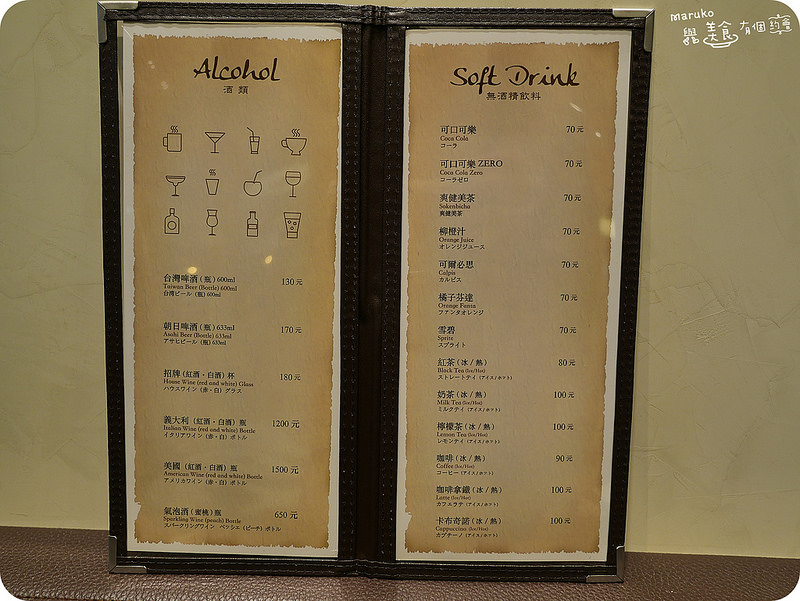 maruko
嚐 美食 有個約會
Alcohol
酒 類
台灣啤酒(瓶) 600ml 130元
Taiwan Beer (Bottle) 600ml
台湾ビール (瓶) 600ml
朝日啤酒(瓶) 633ml 170元
Asahi Beer (Bottle) 633ml
アサヒビール (瓶) 633ml
招牌(紅酒・白酒)杯 180元
House Wine (red and white) Glass
ハウスワイン (赤・白) グラス
義大利(紅酒・白酒)瓶 1200元
Italian Wine (red and white) Bottle
イタリアワイン (赤・白) ボトル
美國(紅酒・白酒)瓶 1500元
American Wine (red and white) Bottle
アメリカワイン (赤・白) ボトル
氣泡酒(蜜桃)瓶 650元
Sparkling Wine (peach) Bottle
スパークリングワイン ペッシェ (ピーチ) ボトル
Soft Drink
無酒精飲料
可口可樂 70元
Coca Cola
コーラ
可口可樂 ZERO 70元
Coca Cola Zero
コーラゼロ
爽健美茶 70元
Sokenbicha
爽健美茶
柳橙汁 70元
Orange Juice
オレンジジュース
可爾必思 70元
Calpis
カルピス
橘子芬達 70元
Orange Fanta
ファンタオレンジ
雪碧 70元
Sprite
スプライト
紅茶(冰/熱) 80元
Black Tea (Ice/Hot)
ストレートティ (アイス/ホット)
奶茶(冰/熱) 100元
Milk Tea (Ice/Hot)
ミルクティ (アイス/ホット)
檸檬茶(冰/熱) 100元
Lemon Tea (Ice/Hot)
レモンティ (アイス/ホット)
咖啡(冰/熱) 90元
Coffee (Ice/Hot)
コーヒー (アイス/ホット)
咖啡拿鐵(冰/熱) 100元
Latte (Ice/Hot)
カフェラテ (アイス/ホット)
卡布奇諾(冰/熱) 100元
Cappuccino (Ice/Hot)
カプチーノ (アイス/ホット)